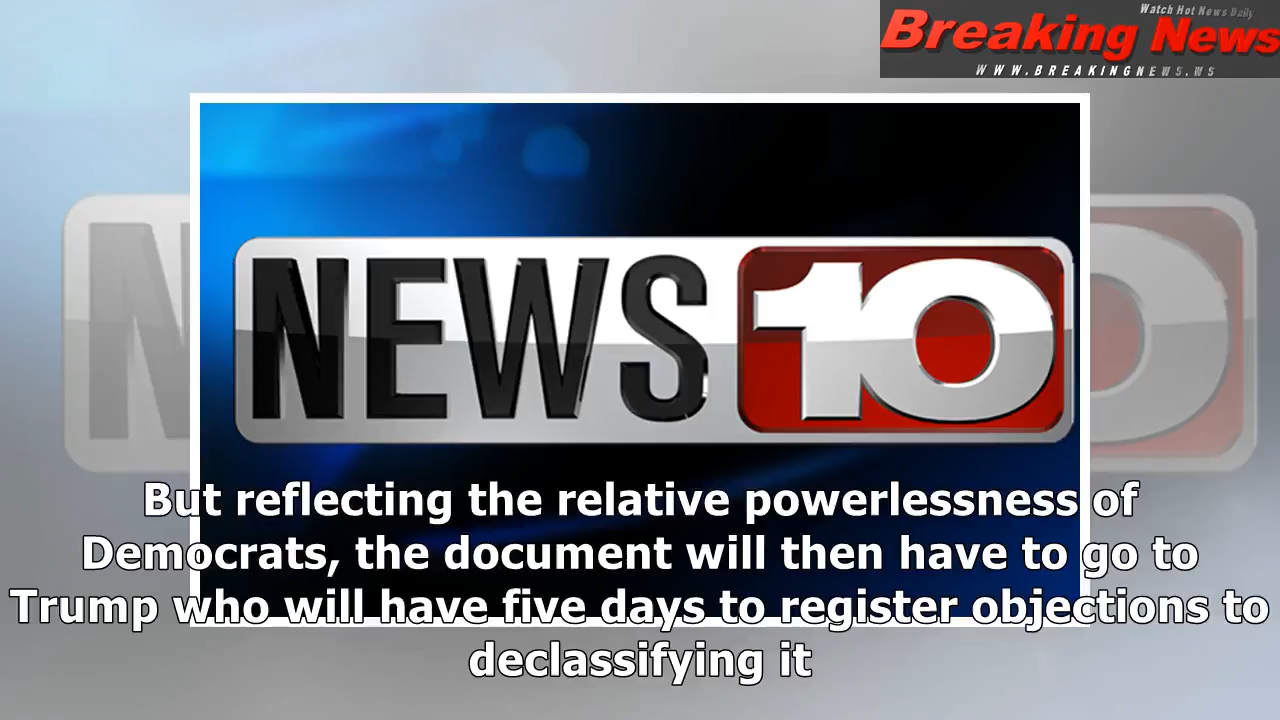 Watch Hot News Daily
Breaking News
WWW.BREAKINGNEWS.WS
NEWS 10
But reflecting the relative powerlessness of
Democrats, the document will then have to go to
Trump who will have five days to register objections to
declassifying it